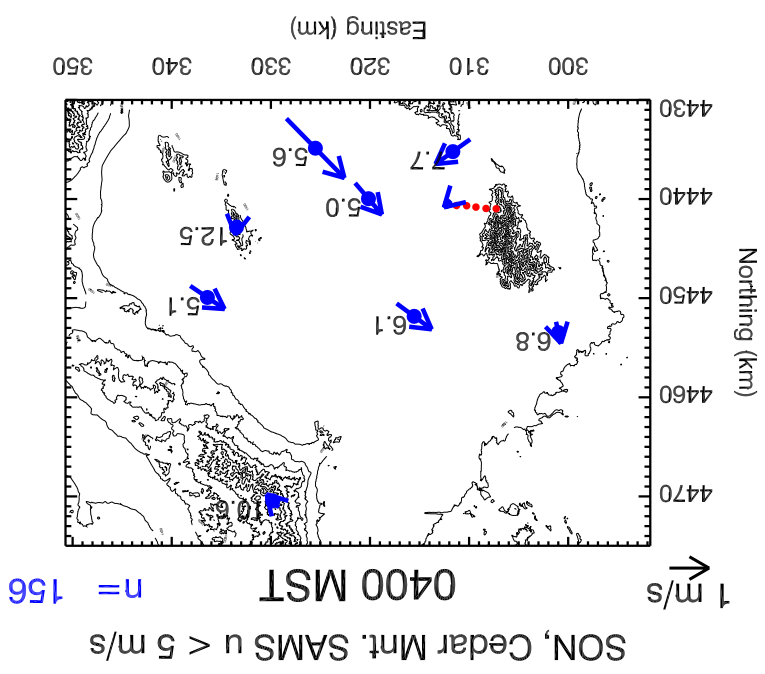 SON, Cedar Mnt. SAMS u < 5 m/s
1 m/s
0400 MST
n= 156
Northing (km)
4470
4460
4450
4440
4430
10.6
6.8
6.1
5.1
12.5
5.0
7.7
5.6
300 310 320 330 340 350
Easting (km)